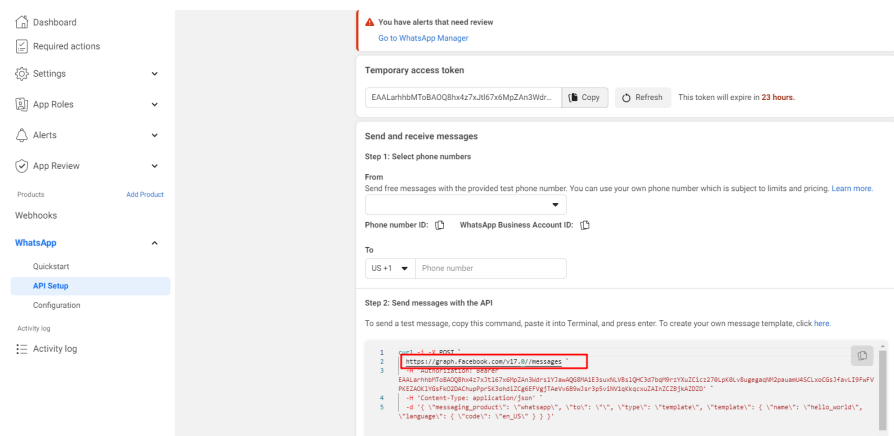 Dashboard
Required actions
Settings
App Roles
Alerts
App Review
Products Add Product
Webhooks
WhatsApp
Quickstart
API Setup
Configuration
Activity log
Activity log
You have alerts that need review
Go to WhatsApp Manager
Temporary access token
EAALarhhbMToBAOQ8hx4z7xJtl67x6MpZAn3Wdr... Copy Refresh This token will expire in 23 hours.
Send and receive messages
Step 1: Select phone numbers
From
Send free messages with the provided test phone number. You can use your own phone number which is subject to limits and pricing. Learn more.
Phone number ID: WhatsApp Business Account ID:
To
US +1 Phone number
Step 2: Send messages with the API
To send a test message, copy this command, paste it into Terminal, and press enter. To create your own message template, click here.
1 curl -i -X POST `
2 https://graph.facebook.com/v17.0//messages `
3 -H 'Authorization: Bearer
4 -H 'Content-Type: application/json' `
5 -d '{ \"messaging_product\": \"whatsapp\", \"to\": \"\", \"type\": \"template\", \"template\": { \"name\": \"hello_world\",
\"language\": { \"code\": \"en_US\" } } }'